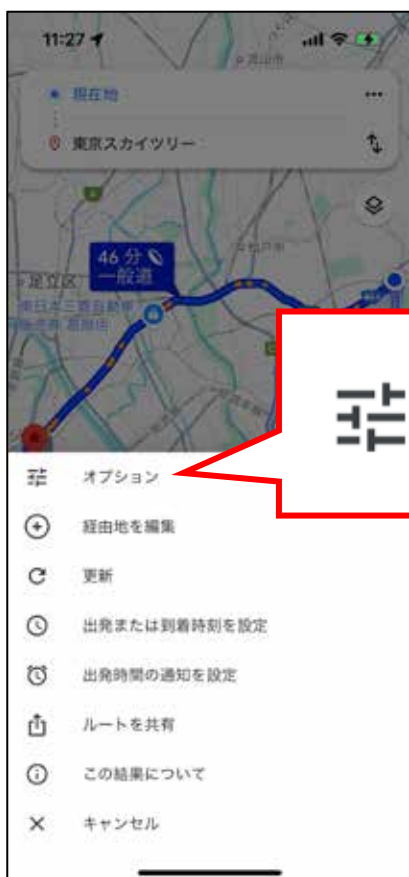 11:27
現在地
東京スカイツリー
46 分
一般道
足立区
オプション
経由地を編集
更新
出発または到着時刻を設定
出発時間の通知を設定
ルートを共有
この結果について
キャンセル